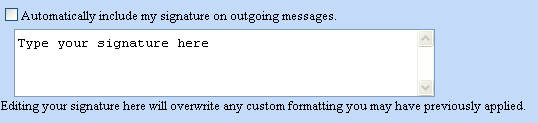 Automatically include my signature on outgoing messages.
Type your signature here
Editing your signature here will overwrite any custom formatting you may have previously applied.